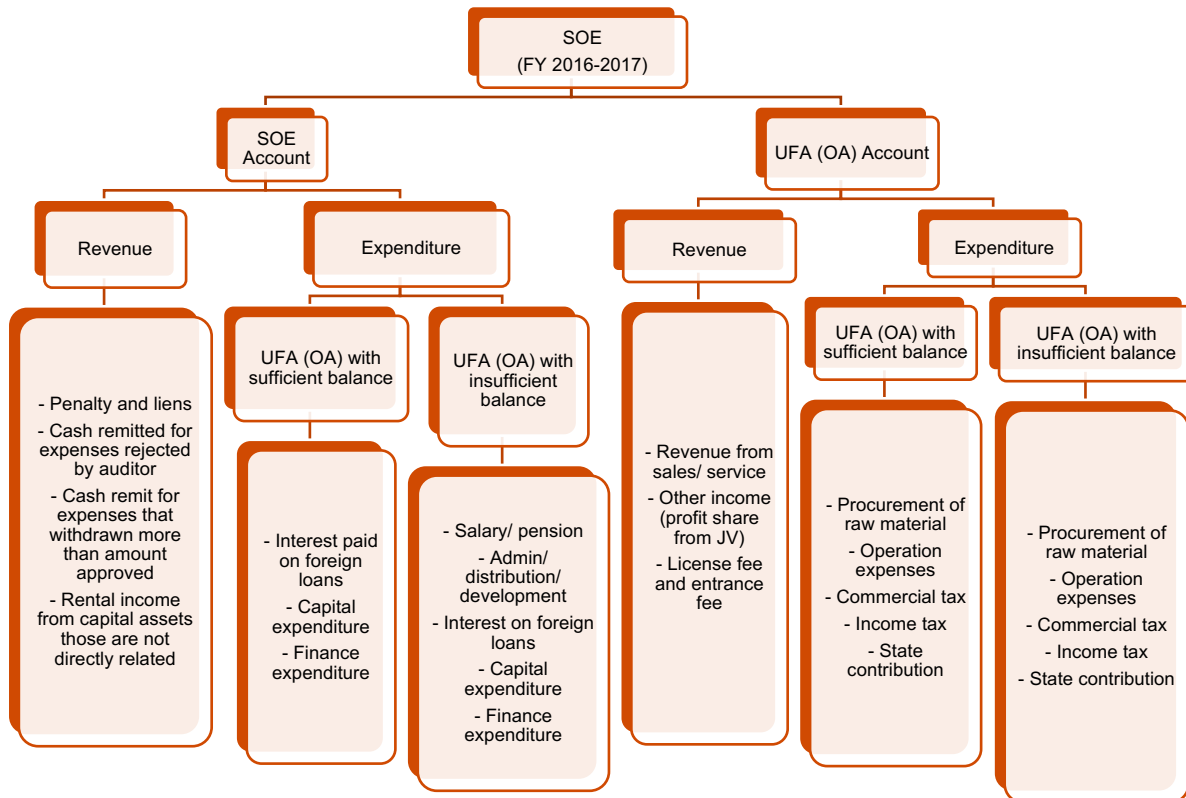 SOE
(FY 2016-2017)
SOE
Account
UFA (OA) Account
Revenue
Expenditure
Revenue
Expenditure
UFA (OA) with
sufficient balance
UFA (OA) with
insufficient
balance
UFA (OA) with
sufficient balance
UFA (OA) with
insufficient balance
- Penalty and liens
- Cash remitted for
expenses rejected
by auditor
- Cash remit for
expenses that
withdrawn more
than amount
approved
- Rental income
from capital assets
those are not
directly related
- Interest paid
on foreign
loans
- Capital
expenditure
- Finance
expenditure
- Salary/ pension
- Admin/
distribution/
development
- Interest on foreign
loans
- Capital
expenditure
- Finance
expenditure
- Revenue from
sales/ service
- Other income
(profit share
from JV)
- License fee
and entrance
fee
- Procurement of
raw material
- Operation
expenses
- Commercial tax
- Income tax
- State
contribution
- Procurement of
raw material
- Operation
expenses
- Commercial tax
- Income tax
- State contribution